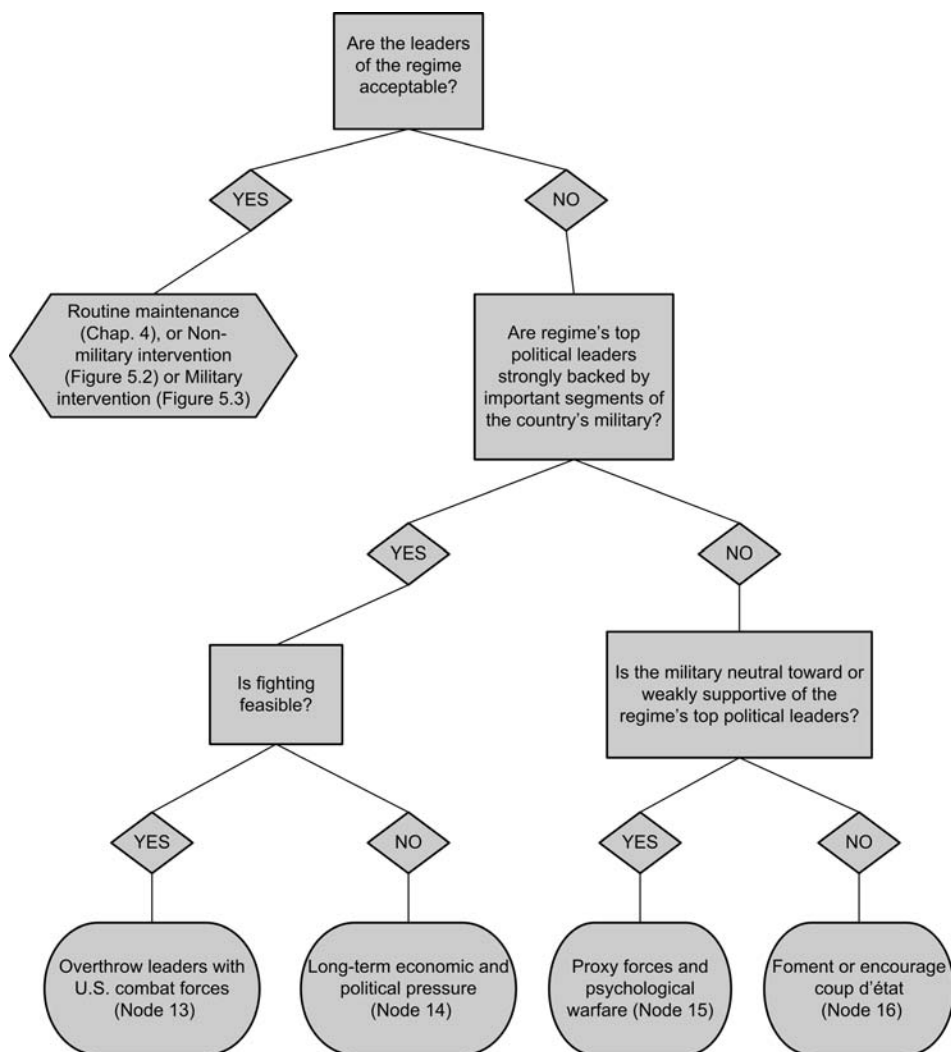 Are the leaders
of the regime
acceptable?
YES
NO
Routine maintenance
(Chap. 4), or Non-
military intervention
(Figure 5.2) or Military
intervention (Figure 5.3)
Are regime's top
political leaders
strongly backed by
important segments of
the country's military?
YES
NO
Is fighting
feasible?
Is the military neutral toward or
weakly supportive of the
regime's top political leaders?
YES
NO
YES
NO
Overthrow leaders with
U.S. combat forces
(Node 13)
Long-term economic and
political pressure
(Node 14)
Proxy forces and
psychological
warfare (Node 15)
Foment or encourage
coup d'état
(Node 16)